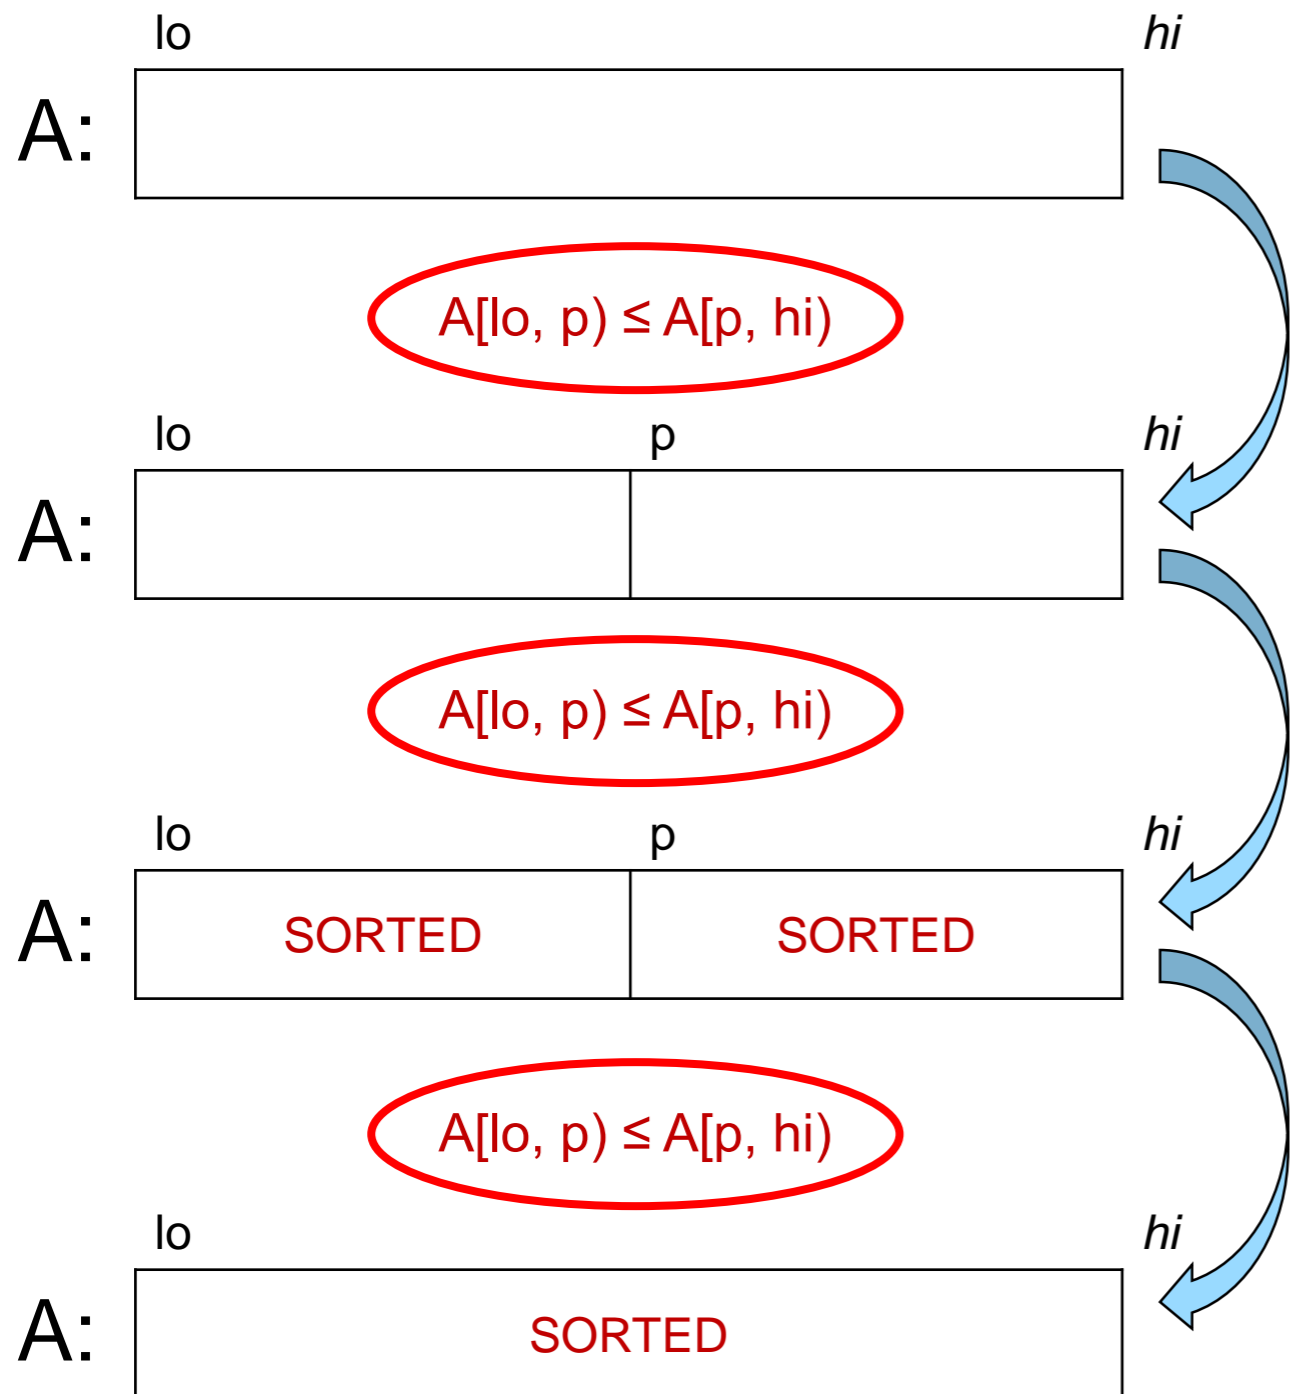 lo hi
A:
A[lo, p) ≤ A[p, hi)
lo p hi
A:
A[lo, p) ≤ A[p, hi)
lo p hi
A: SORTED SORTED
A[lo, p) ≤ A[p, hi)
lo hi
A: SORTED